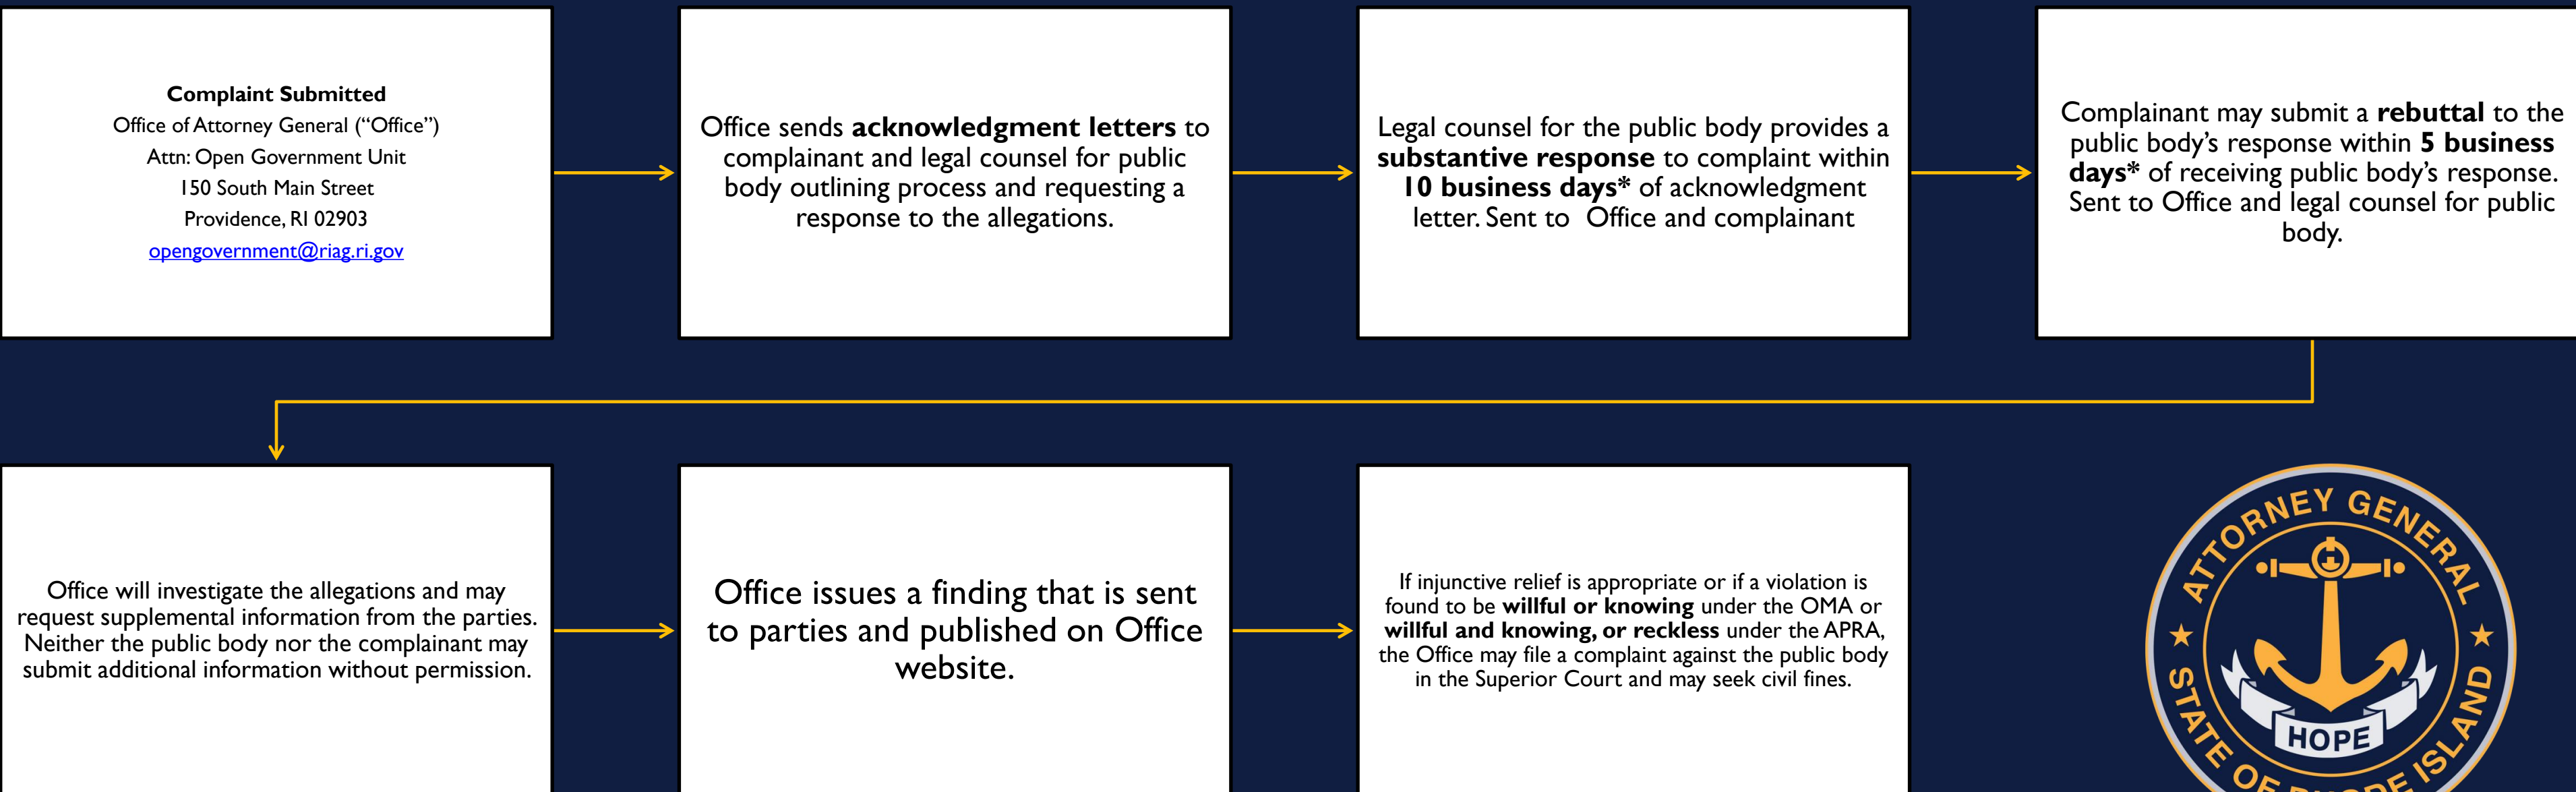 Complaint Submitted
Office of Attorney General (“Office”)
Attn: Open Government Unit
150 South Main Street
Providence, RI 02903
opengovernment@riag.ri.gov
Office sends acknowledgment letters to
complainant and legal counsel for public
body outlining process and requesting a
response to the allegations.
Legal counsel for the public body provides a
substantive response to complaint within
10 business days* of acknowledgment
letter. Sent to Office and complainant
Complainant may submit a rebuttal to the
public body’s response within 5 business
days* of receiving public body’s response.
Sent to Office and legal counsel for public
body.
Office will investigate the allegations and may
request supplemental information from the parties.
Neither the public body nor the complainant may
submit additional information without permission.
Office issues a finding that is sent
to parties and published on Office
website.
If injunctive relief is appropriate or if a violation is
found to be willful or knowing under the OMA or
willful and knowing, or reckless under the APRA,
the Office may file a complaint against the public body
in the Superior Court and may seek civil fines.
ATTORNEY GENERAL
HOPE
STATE OF RHODE ISLAND